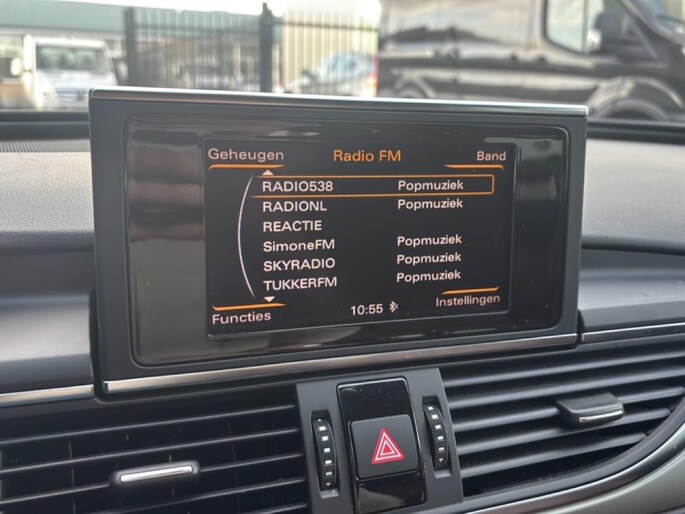 Geheugen Radio FM Band
RADIO538 Popmuziek
RADIONL Popmuziek
REACTIE
SimoneFM Popmuziek
SKYRADIO Popmuziek
TUKKERFM Popmuziek
Functies 10:55 Instellingen